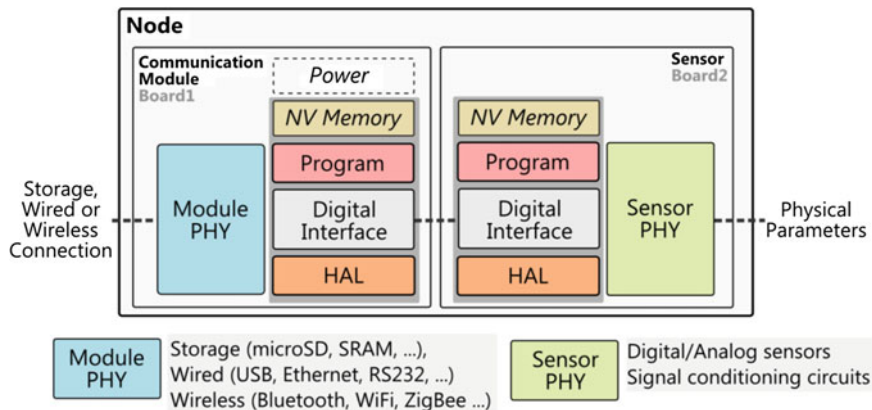 Node
Communication
Module
Board1
Power
NV Memory
Program
Digital
Interface
HAL
Module
PHY
Storage,
Wired or
Wireless
Connection
Sensor
Board2
NV Memory
Program
Digital
Interface
HAL
Sensor
PHY
Physical
Parameters
Module
PHY
Storage (microSD, SRAM, ...),
Wired (USB, Ethernet, RS232, ...)
Wireless (Bluetooth, WiFi, ZigBee ...)
Sensor
PHY
Digital/Analog sensors
Signal conditioning circuits